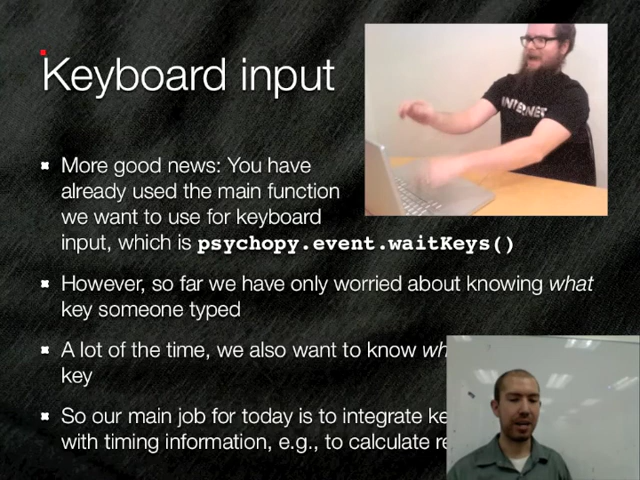 Keyboard input
INTERNET
More good news: You have
already used the main function
we want to use for keyboard
input, which is psychopy.event.waitKeys()
However, so far we have only worried about knowing what
key someone typed
A lot of the time, we also want to know
key
So our main job for today is to integrate
with timing information, e.g., to calculate